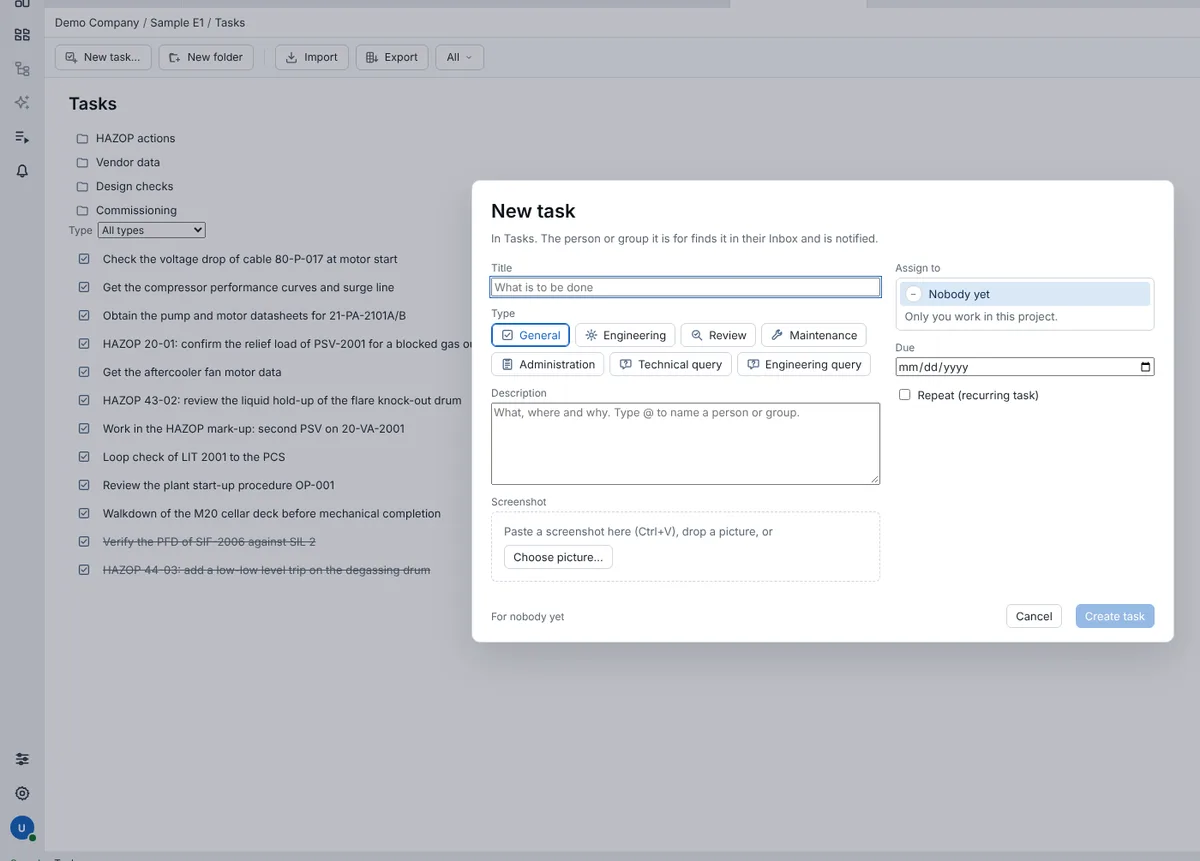 Demo Company / Sample E1 / Tasks
New task...
New folder
Import
Export
All
Tasks
HAZOP actions
Vendor data
Design checks
Commissioning
Type All types
Check the voltage drop of cable 80-P-017 at motor start
Get the compressor performance curves and surge line
Obtain the pump and motor datasheets for 21-PA-2101A/B
HAZOP 20-01: confirm the relief load of PSV-2001 for a blocked gas
Get the aftercooler fan motor data
HAZOP 43-02: review the liquid hold-up of the flare knock-out drum
Work in the HAZOP mark-up: second PSV on 20-VA-2001
Loop check of LIT 2001 to the PCS
Review the plant start-up procedure OP-001
Walkdown of the M20 cellar deck before mechanical completion
Verify the PFD of SIF-2006 against SIL 2
HAZOP 44-03: add a low-low level trip on the degassing drum
New task
In Tasks. The person or group it is for finds it in their Inbox and is notified.
Title
What is to be done
Type
General
Engineering
Review
Maintenance
Administration
Technical query
Engineering query
Description
What, where and why. Type @ to name a person or group.
Screenshot
Paste a screenshot here (Ctrl+V), drop a picture, or
Choose picture...
For nobody yet
Assign to
Nobody yet
Only you work in this project.
Due
mm/dd/yyyy
Repeat (recurring task)
Cancel
Create task
U